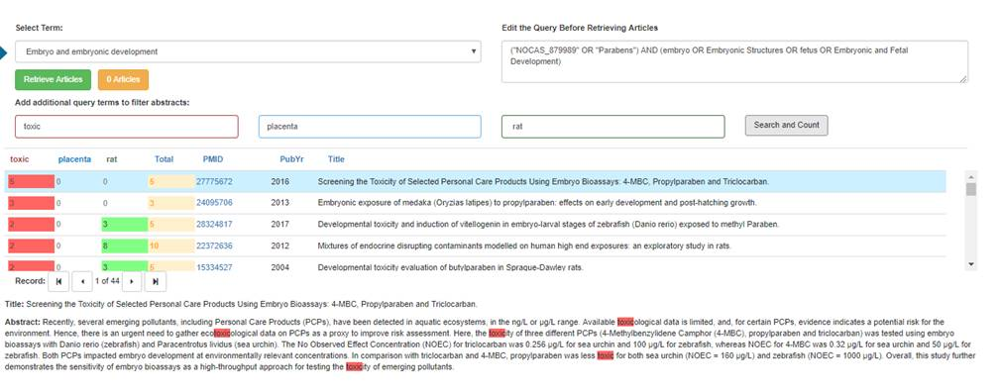 Select Term:
Edit the Query Before Retrieving Articles
Embryo and embryonic development
("NOCAS_879989" OR "Parabens") AND (embryo OR Embryonic Structures OR fetus OR Embryonic and Fetal
Development)
Retrieve Articles
0 Articles
Add additional query terms to filter abstracts:
toxic
placenta
rat
Search and Count
toxic placenta rat Total PMID PubYr Title
5 0 0 5 27775672 2016 Screening the Toxicity of Selected Personal Care Products Using Embryo Bioassays: 4-MBC, Propylparaben and Triclocarban.
3 0 0 3 24095706 2013 Embryonic exposure of medaka (Oryzias latipes) to propylparaben: effects on early development and post-hatching growth.
2 0 3 5 28324817 2017 Developmental toxicity and induction of vitellogenin in embryo-larval stages of zebrafish (Danio rerio) exposed to methyl Paraben.
2 0 8 10 22372636 2012 Mixtures of endocrine disrupting contaminants modelled on human high end exposures: an exploratory study in rats.
2 0 3 5 15334527 2004 Developmental toxicity evaluation of butylparaben in Sprague-Dawley rats.
Record: 1 of 44
Title: Screening the Toxicity of Selected Personal Care Products Using Embryo Bioassays: 4-MBC, Propylparaben and Triclocarban.
Abstract: Recently, several emerging pollutants, including Personal Care Products (PCPs), have been detected in aquatic ecosystems, in the ng/L or µg/L range. Available toxicological data is limited, and, for certain PCPs, evidence indicates a potential risk for the
environment. Hence, there is an urgent need to gather ecotoxicological data on PCPs as a proxy to improve risk assessment. Here, the toxicity of three different PCPs (4-Methylbenzylidene Camphor (4-MBC), propylparaben and triclocarban) was tested using embryo
bioassays with Danio rerio (zebrafish) and Paracentrotus lividus (sea urchin). The No Observed Effect Concentration (NOEC) for triclocarban was 0.256 µg/L for sea urchin and 100 µg/L for zebrafish, whereas NOEC for 4-MBC was 0.32 µg/L for sea urchin and 50 µg/L for
zebrafish. Both PCPs impacted embryo development at environmentally relevant concentrations. In comparison with triclocarban and 4-MBC, propylparaben was less toxic for both sea urchin (NOEC = 160 µg/L) and zebrafish (NOEC = 1000 µg/L). Overall, this study further
demonstrates the sensitivity of embryo bioassays as a high-throughput approach for testing the toxicity of emerging pollutants.